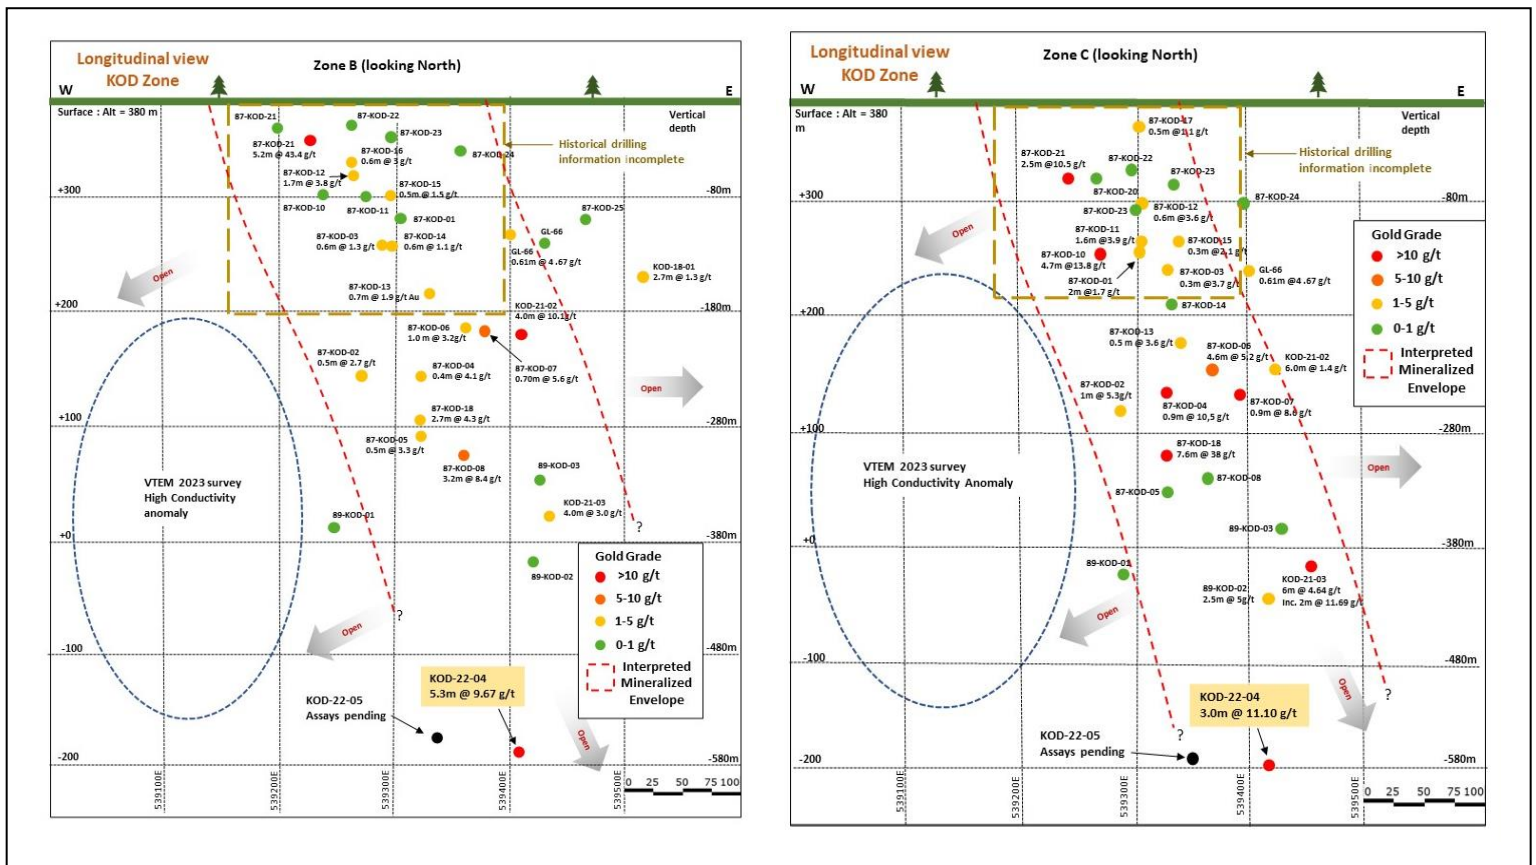 Longitudinal view
KOD Zone
Zone B (looking North)
W
E
Surface : Alt = 380 m
Vertical
depth
87-KOD-21
87-KOD-22
87-KOD-23
87-KOD-21
5.2m @ 43.4 g/t
87-KOD-16
0.6m @ 3 g/t
87-KOD-24
Historical drilling
information incomplete
87-KOD-12
1.7m @ 3.8 g/t
87-KOD-15
0.5m @ 1.5 g/t
+300
-80m
87-KOD-10
87-KOD-11
87-KOD-01
87-KOD-25
87-KOD-03
0.6m @ 1.3 g/t
87-KOD-14
0.6m @ 1.1 g/t
GL-66
GL-66
0.61m @ 4.67 g/t
KOD-18-01
2.7m @ 1.3 g/t
Open
87-KOD-13
0.7m @ 1.9 g/t Au
+200
-180m
KOD-21-02
4.0m @ 10.1g/t
87-KOD-06
1.0 m @ 3.2g/t
87-KOD-02
0.5m @ 2.7 g/t
87-KOD-04
0.4m @ 4.1 g/t
87-KOD-07
0.70m @ 5.6 g/t
Open
87-KOD-18
2.7m @ 4.3 g/t
+100
-280m
87-KOD-05
0.5m @ 3.3 g/t
87-KOD-08
3.2m @ 8.4 g/t
89-KOD-03
VTEM 2023 survey
High Conductivity
anomaly
KOD-21-03
4.0m @ 3.0 g/t
89-KOD-01
?
+0
-380m
89-KOD-02
Gold Grade
>10 g/t
5-10 g/t
1-5 g/t
0-1 g/t
Interpreted
Mineralized
Envelope
?
Open
-100
-480m
KOD-22-04
5.3m @ 9.67 g/t
KOD-22-05
Assays pending
Open
-200
-580m
539100E
539200E
539300E
539400E
539500E
0 25 50 75 100
Longitudinal view
KOD Zone
Zone C (looking North)
W
E
Surface : Alt = 380
m
Vertical
depth
87-KOD-17
0.5m @1.1 g/t
87-KOD-21
2.5m @10.5 g/t
87-KOD-22
87-KOD-23
Historical drilling
information incomplete
87-KOD-20
87-KOD-24
+300
-80m
87-KOD-23
87-KOD-12
0.6m @3.6 g/t
Open
87-KOD-11
1.6m @3.9 g/t
87-KOD-15
0.3m @2.1 g/t
87-KOD-10
4.7m @13.8 g/t
87-KOD-03
0.3m @3.7 g/t
GL-66
0.61m @4.67 g/t
87-KOD-01
2m @1.7 g/t
87-KOD-14
+200
Gold Grade
>10 g/t
5-10 g/t
1-5 g/t
0-1 g/t
Interpreted
Mineralized
Envelope
87-KOD-13
0.5 m @ 3.6 g/t
87-KOD-06
4.6m @ 5.2 g/t
KOD-21-02
6.0m @ 1.4 g/t
87-KOD-02
1m @ 5.3g/t
87-KOD-04
0.9m @ 10,5 g/t
87-KOD-07
+100
-280m
87-KOD-18
7.6m @ 38 g/t
Open
VTEM 2023 survey
High Conductivity Anomaly
87-KOD-08
87-KOD-05
89-KOD-03
+0
-380m
89-KOD-01
89-KOD-02
2.5m @ 5g/t
KOD-21-03
6m @ 4.64 g/t
Inc. 2m @ 11.69 g/t
Open
-100
-480m
Open
?
KOD-22-04
3.0m @ 11.10 g/t
?
KOD-22-05
Assays pending
-200
-580m
539100E
539200E
539300E
539400E
539500E
0 25 50 75 100